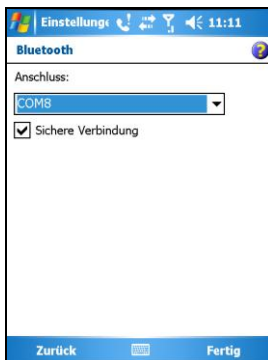 Einstellunge 11:11
Bluetooth
Anschluss:
COM8
Sichere Verbindung
Zurück Fertig